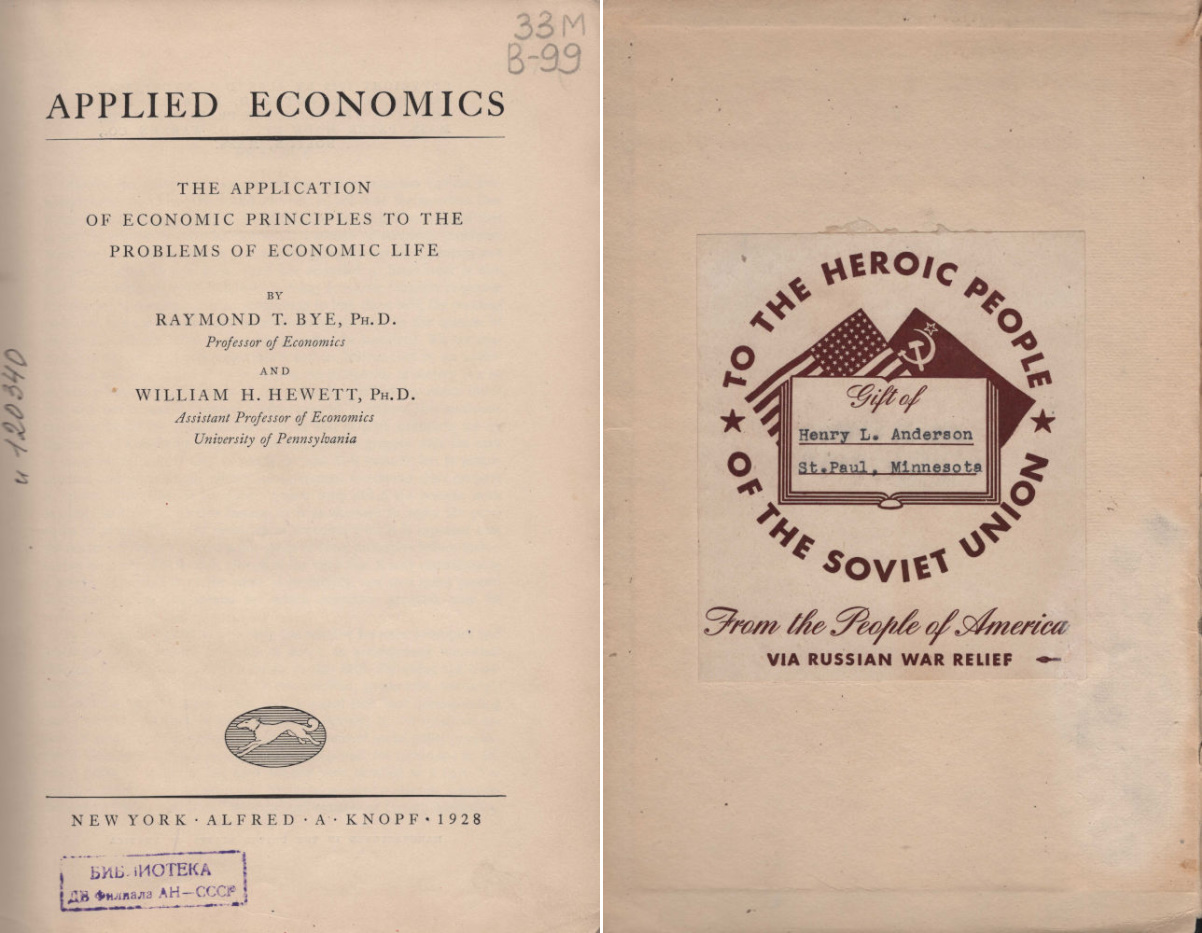 33М
В-99
APPLIED ECONOMICS
THE APPLICATION
OF ECONOMIC PRINCIPLES TO THE
PROBLEMS OF ECONOMIC LIFE
BY
RAYMOND T. BYE, PH.D.
Professor of Economics
AND
WILLIAM H. HEWETT, PH.D.
Assistant Professor of Economics
University of Pennsylvania
и 120340
NEW YORK · ALFRED · A · KNOPF · 1928
БИБЛИОТЕКА
ДВ Филиала АН—СССР
TO THE HEROIC PEOPLE
Gift of
Henry L. Anderson
St.Paul, Minnesota
OF THE SOVIET UNION
From the People of America
VIA RUSSIAN WAR RELIEF